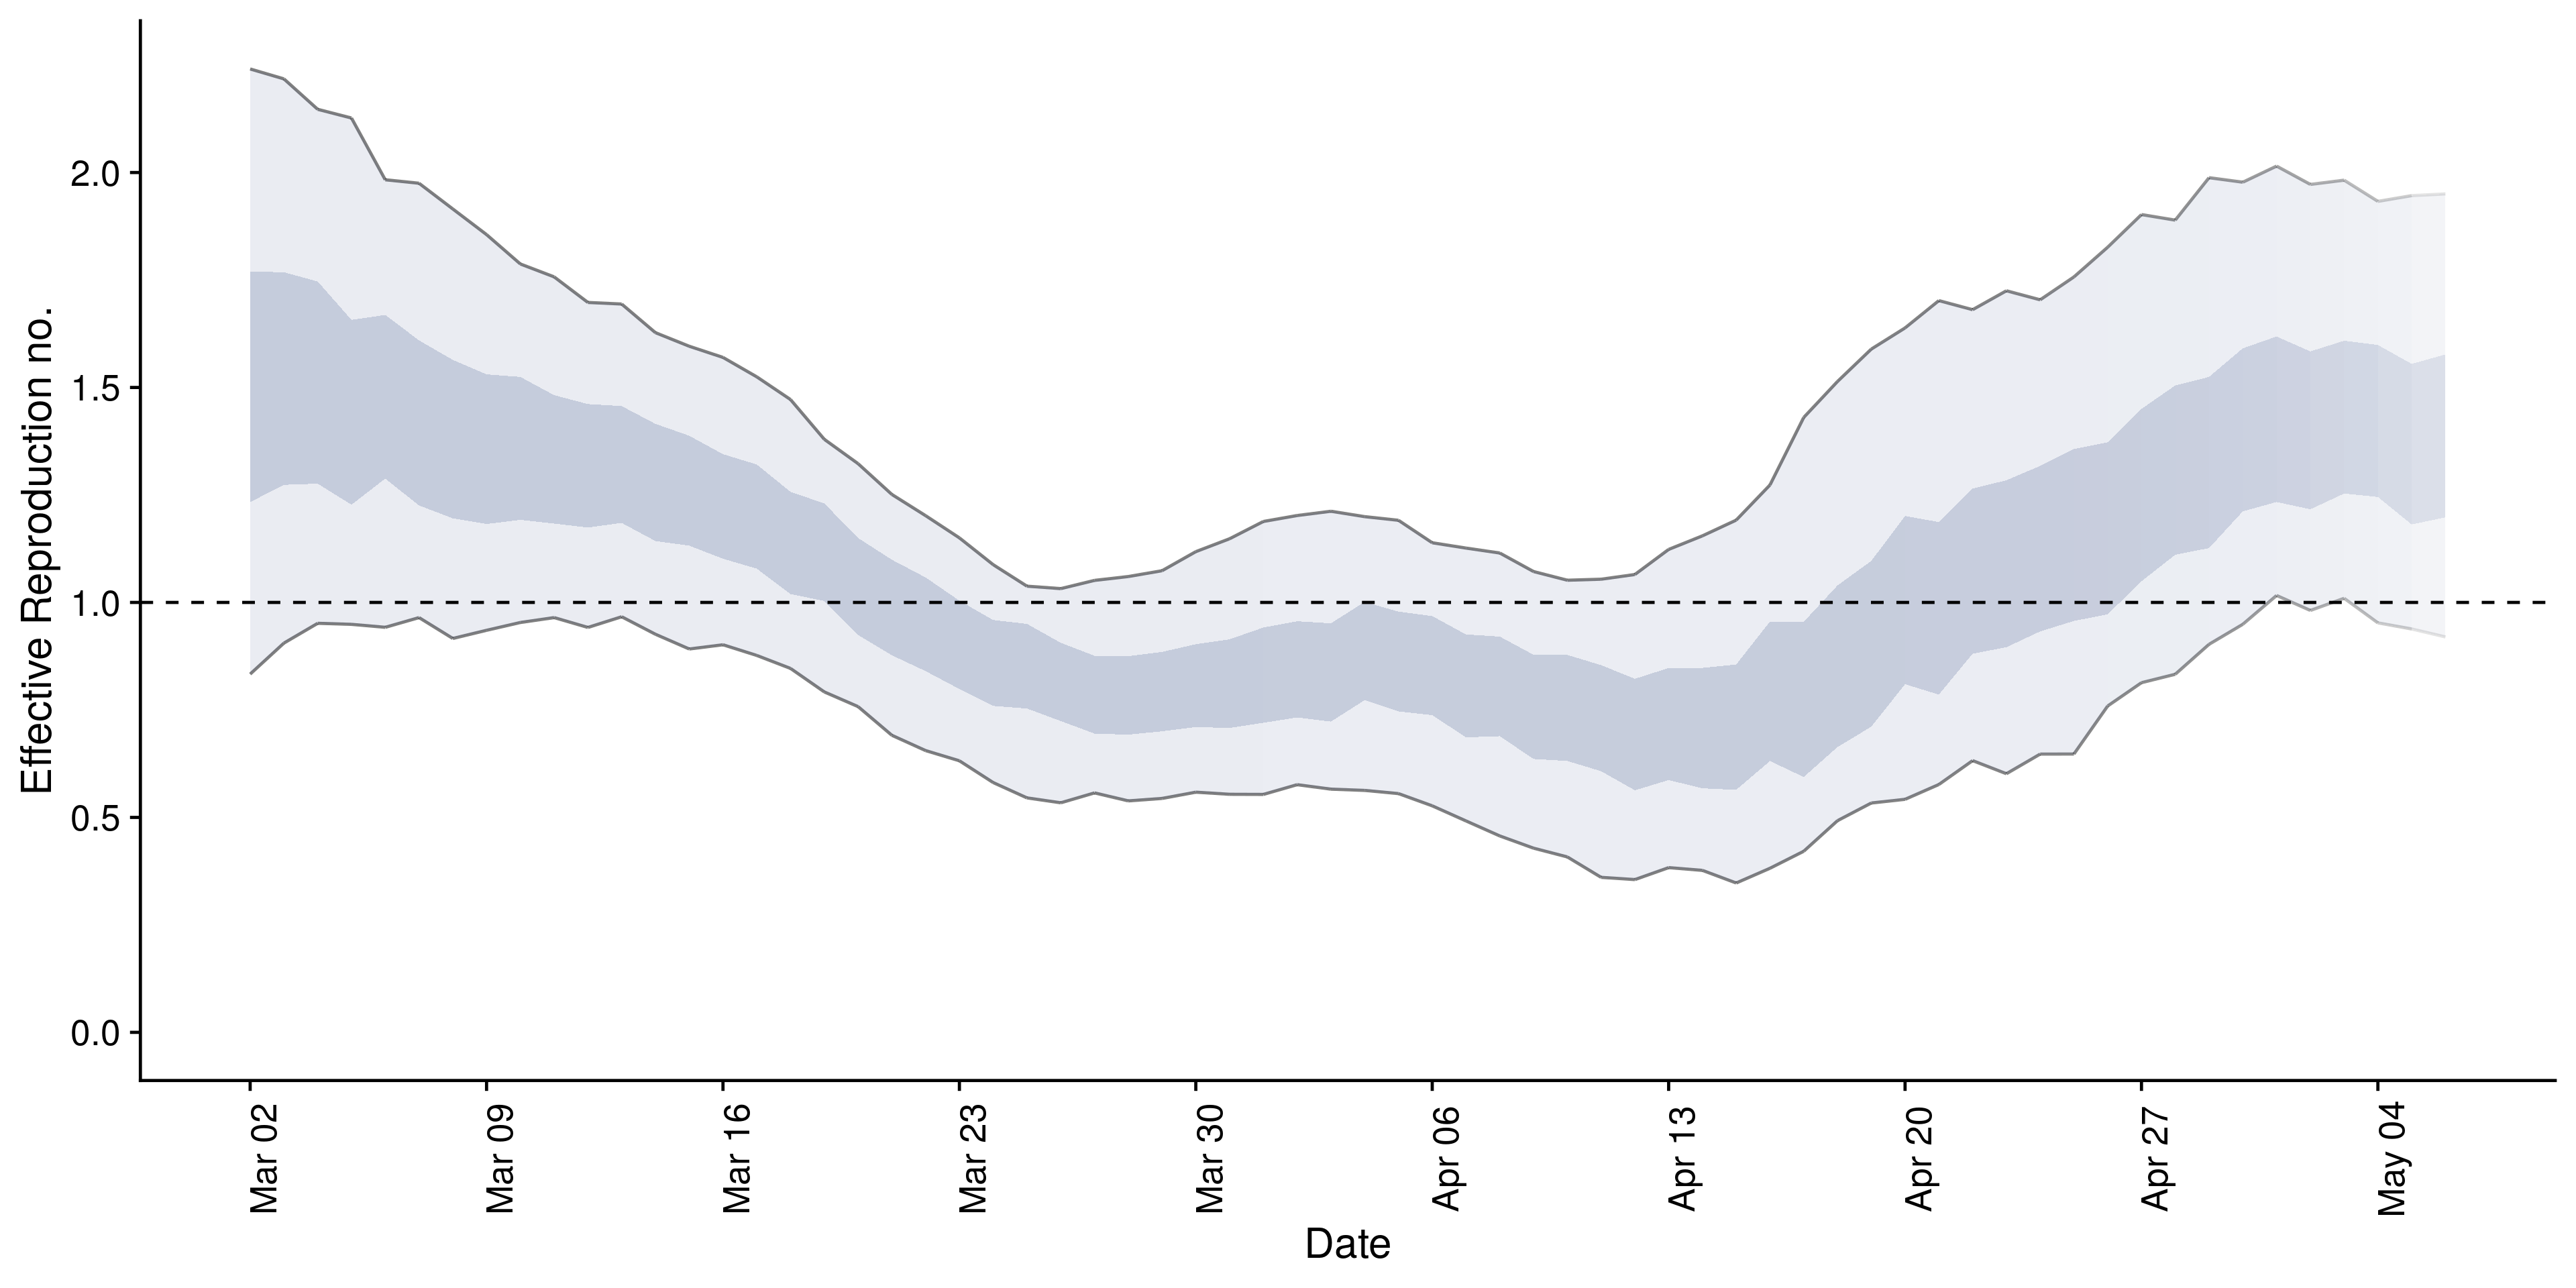 Effective Reproduction no.
2.0
1.5
1.0
0.5
0.0
Mar 02
Mar 09
Mar 16
Mar 23
Mar 30
Apr 06
Apr 13
Apr 20
Apr 27
May 04
Date